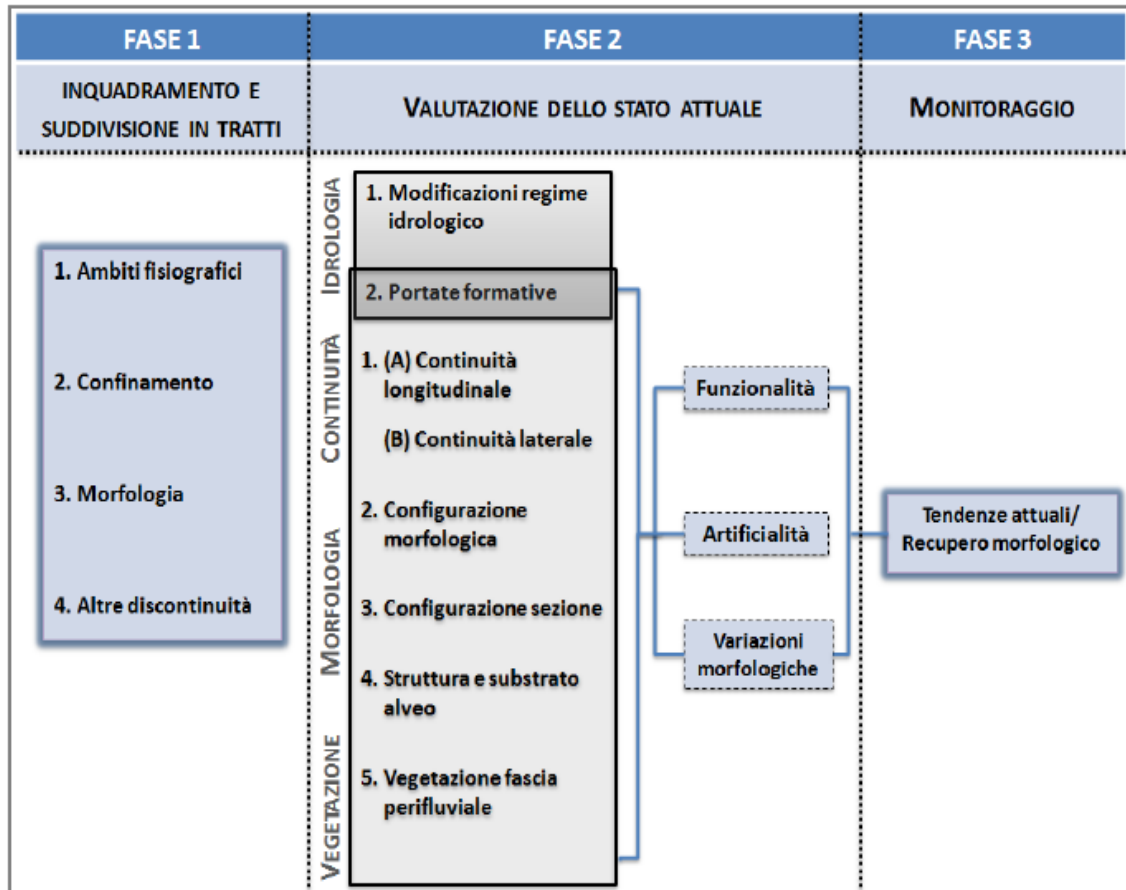 FASE 1
FASE 2
FASE 3
INQUADRAMENTO E
SUDDIVISIONE IN TRATTI
VALUTAZIONE DELLO STATO ATTUALE
MONITORAGGIO
1. Ambiti fisiografici
2. Confinamento
3. Morfologia
4. Altre discontinuità
IDROLOGIA
CONTINUITÀ
MORFOLOGIA
VEGETAZIONE
1. Modificazioni regime
idrologico
2. Portate formative
1. (A) Continuità
longitudinale
(B) Continuità laterale
2. Configurazione
morfologica
3. Configurazione sezione
4. Struttura e substrato
alveo
5. Vegetazione fascia
perifluviale
Funzionalità
Artificialità
Variazioni
morfologiche
Tendenze attuali/
Recupero morfologico